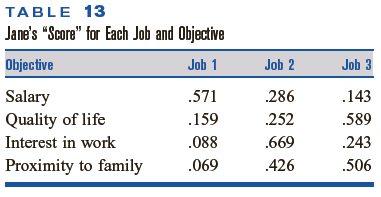 TABLE 13
Jane's "Score" for Each Job and Objective
Objective Job 1 Job 2 Job 3
Salary .571 .286 .143
Quality of life .159 .252 .589
Interest in work .088 .669 .243
Proximity to family .069 .426 .506